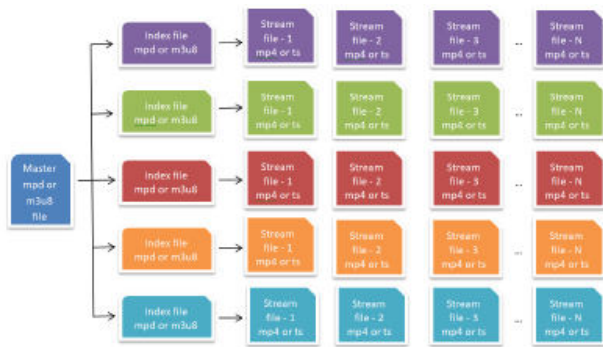 Index file
mpd or m3u8
Stream
file - 1
mp4 or ts
Stream
file - 2
mp4 or ts
Stream
file - 3
mp4 or ts
...
Stream
file - N
mp4 or ts
Index file
mpd or m3u8
Stream
file - 1
mp4 or ts
Stream
file - 2
mp4 or ts
Stream
file - 3
mp4 or ts
...
Stream
file - N
mp4 or ts
Master
mpd or
m3u8
file
Index file
mpd or m3u8
Stream
file - 1
mp4 or ts
Stream
file - 2
mp4 or ts
Stream
file - 3
mp4 or ts
...
Stream
file - N
mp4 or ts
Index file
mpd or m3u8
Stream
file - 1
mp4 or ts
Stream
file - 2
mp4 or ts
Stream
file - 3
mp4 or ts
...
Stream
file - N
mp4 or ts
Index file
mpd or m3u8
Stream
file - 1
mp4 or ts
Stream
file - 2
mp4 or ts
Stream
file - 3
mp4 or ts
...
Stream
file - N
mp4 or ts